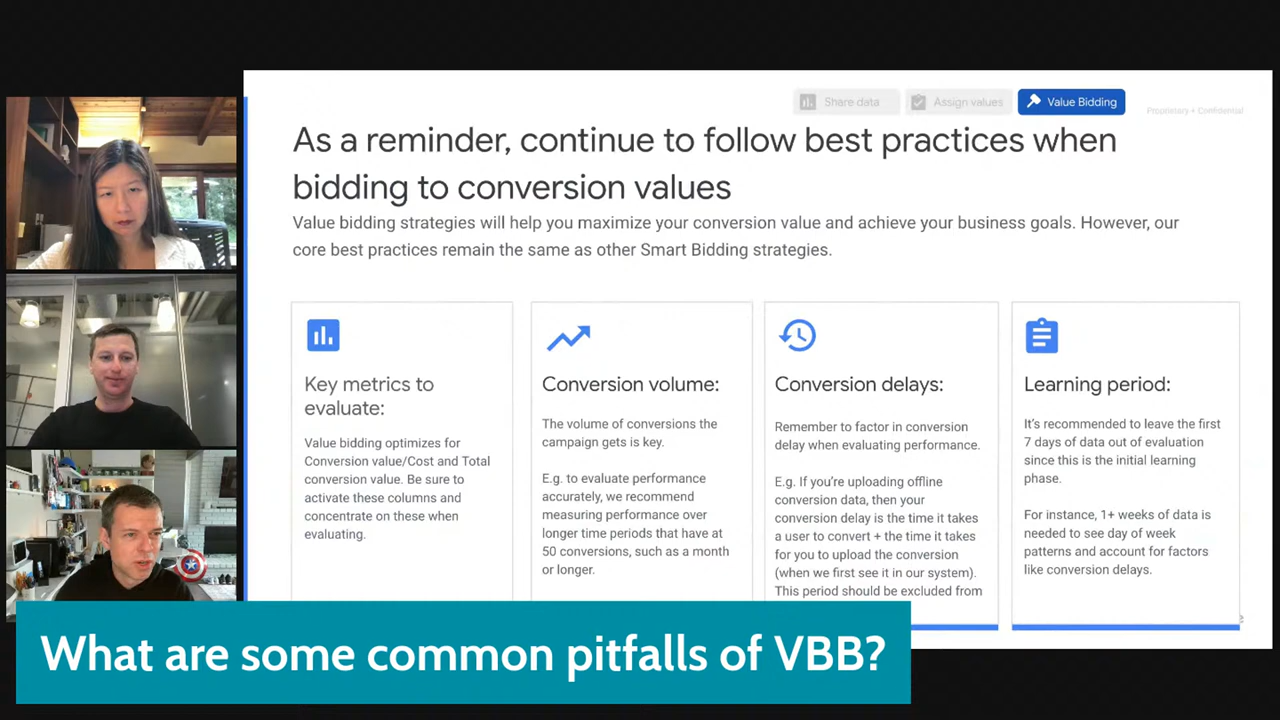 Share data
Assign values
Value Bidding
Proprietary + Confidential
As a reminder, continue to follow best practices when
bidding to conversion values
Value bidding strategies will help you maximize your conversion value and achieve your business goals. However, our
core best practices remain the same as other Smart Bidding strategies.
Key metrics to
evaluate:
Value bidding optimizes for
Conversion value/Cost and Total
conversion value. Be sure to
activate these columns and
concentrate on these when
evaluating.
Conversion volume:
The volume of conversions the
campaign gets is key.
E.g. to evaluate performance
accurately, we recommend
measuring performance over
longer time periods that have at
50 conversions, such as a month
or longer.
Conversion delays:
Remember to factor in conversion
delay when evaluating performance.
E.g. If you're uploading offline
conversion data, then your
conversion delay is the time it takes
a user to convert + the time it takes
for you to upload the conversion
(when we first see it in our system).
This period should be excluded from
Learning period:
It's recommended to leave the first
7 days of data out of evaluation
since this is the initial learning
phase.
For instance, 1+ weeks of data is
needed to see day of week
patterns and account for factors
like conversion delays.
What are some common pitfalls of VBB?